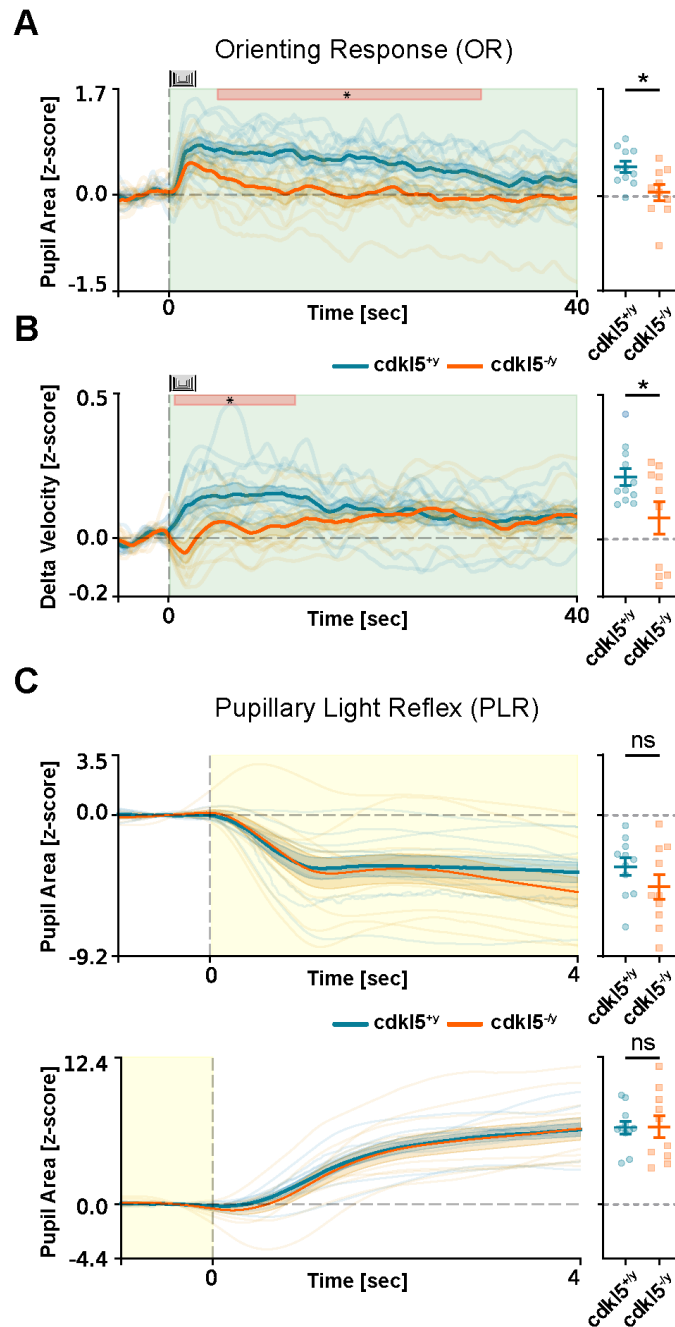 A
Orienting Response (OR)
1.7
0.0
-1.5
Pupil Area [z-score]
*
*
0
Time [sec]
40
cdkl5+/y
cdkl5-/y
B
cdkl5+/y
cdkl5-/y
0.5
0.0
-0.2
Delta Velocity [z-score]
*
*
0
Time [sec]
40
cdkl5+/y
cdkl5-/y
C
Pupillary Light Reflex (PLR)
3.5
0.0
-9.2
Pupil Area [z-score]
ns
0
Time [sec]
4
cdkl5+/y
cdkl5-/y
cdkl5+/y
cdkl5-/y
12.4
0.0
-4.4
Pupil Area [z-score]
ns
0
Time [sec]
4
cdkl5+/y
cdkl5-/y